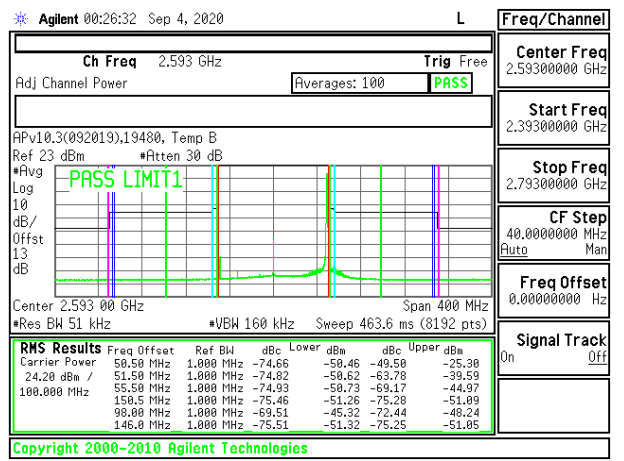 Agilent 00:26:32 Sep 4, 2020 L
Freq/Channel
Ch Freq 2.593 GHz Trig Free
Adj Channel Power Averages: 100 PASS
APv10.3(092019),19480, Temp B
Ref 23 dBm #Atten 30 dB
#Avg
Log
10
dB/
Offst
13
dB
PASS LIMIT1
Center 2.593 00 GHz Span 400 MHz
#Res BW 51 kHz #VBW 160 kHz Sweep 463.6 ms (8192 pts)
RMS Results Freq Offset Ref BW dBc Lower dBm dBc Upper dBm
Carrier Power 50.50 MHz 1.000 MHz -74.66 -50.46 -49.50 -25.30
24.20 dBm / 51.50 MHz 1.000 MHz -74.82 -50.62 -63.78 -39.59
100.000 MHz 55.50 MHz 1.000 MHz -74.93 -50.73 -69.17 -44.97
150.5 MHz 1.000 MHz -75.46 -51.26 -75.28 -51.09
98.00 MHz 1.000 MHz -69.51 -45.32 -72.44 -48.24
146.0 MHz 1.000 MHz -75.51 -51.32 -75.25 -51.05
Copyright 2000-2010 Agilent Technologies
Center Freq
2.59300000 GHz
Start Freq
2.39300000 GHz
Stop Freq
2.79300000 GHz
CF Step
40.0000000 MHz
Auto Man
Freq Offset
0.00000000 Hz
Signal Track
On Off